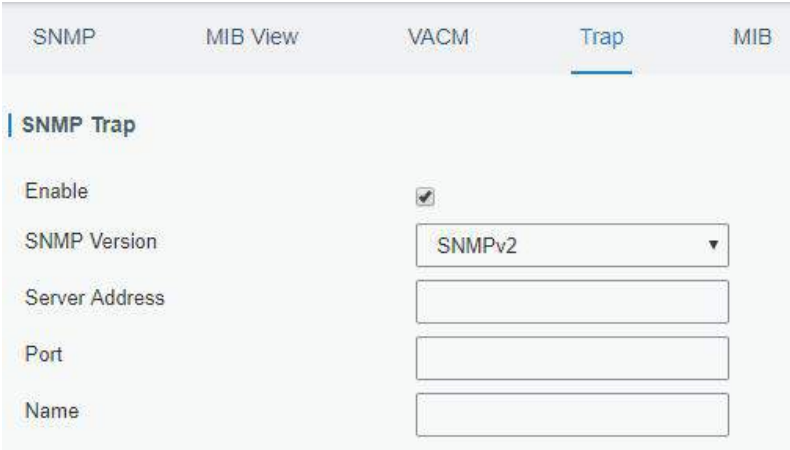 SNMP MIB View VACM Trap MIB
SNMP Trap
Enable
SNMP Version SNMPv2
Server Address
Port
Name